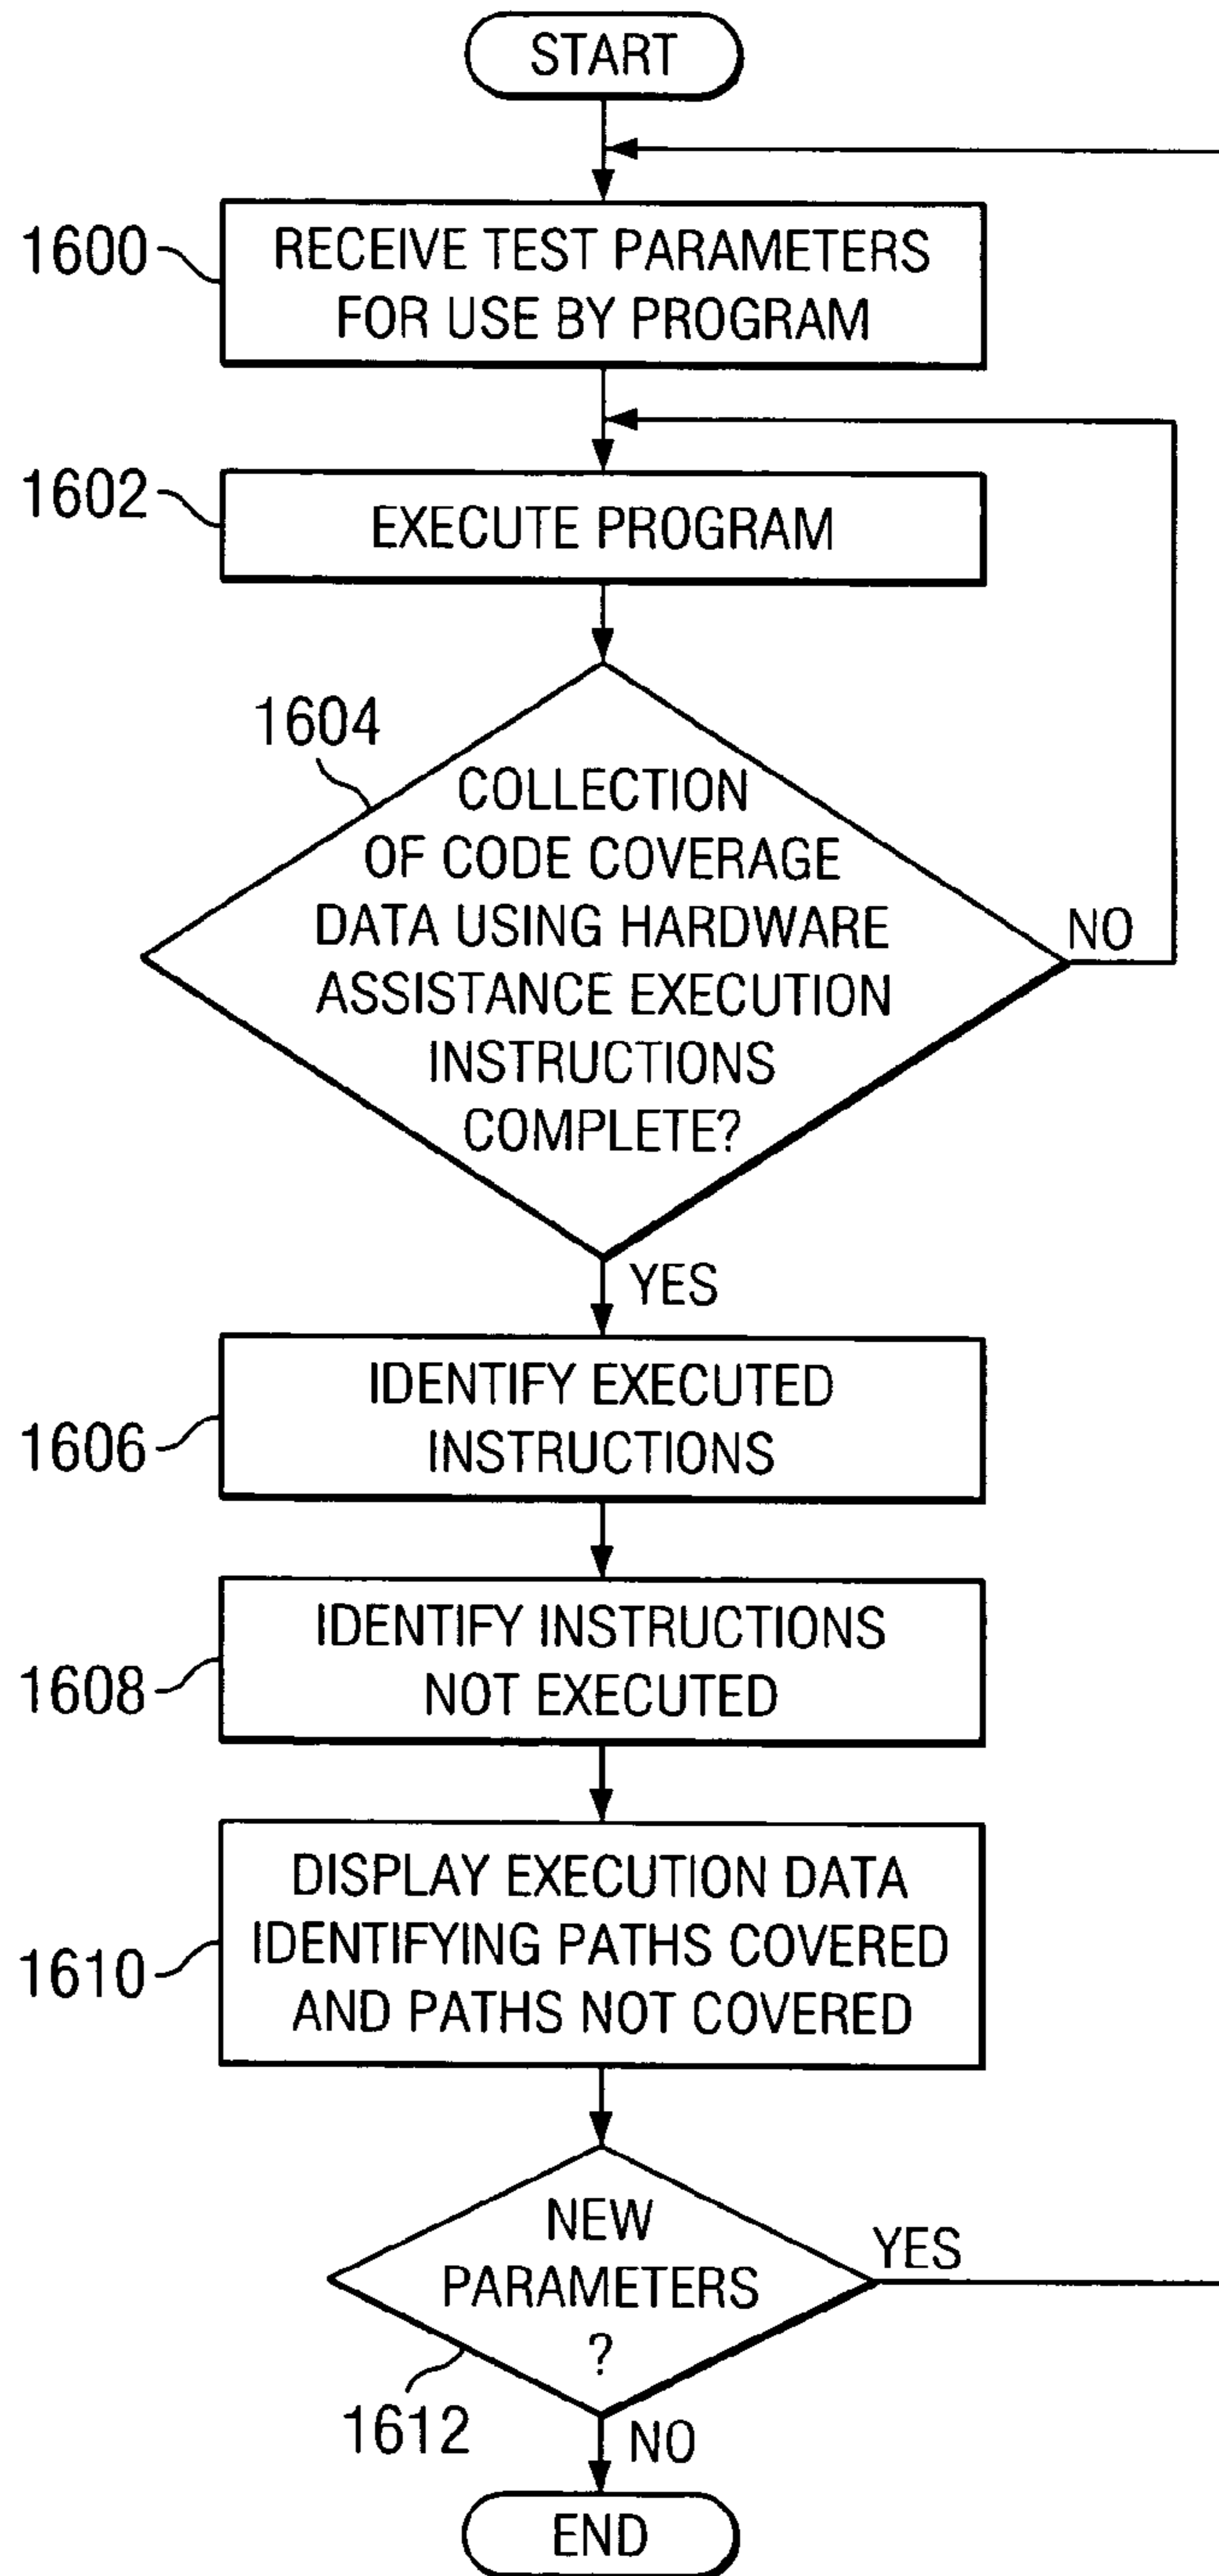 START
1600
RECEIVE TEST PARAMETERS
FOR USE BY PROGRAM
1602
EXECUTE PROGRAM
1604
COLLECTION
OF CODE COVERAGE
DATA USING HARDWARE
ASSISTANCE EXECUTION
INSTRUCTIONS
COMPLETE?
NO
YES
1606
IDENTIFY EXECUTED
INSTRUCTIONS
1608
IDENTIFY INSTRUCTIONS
NOT EXECUTED
1610
DISPLAY EXECUTION DATA
IDENTIFYING PATHS COVERED
AND PATHS NOT COVERED
NEW
PARAMETERS
?
YES
1612
NO
END